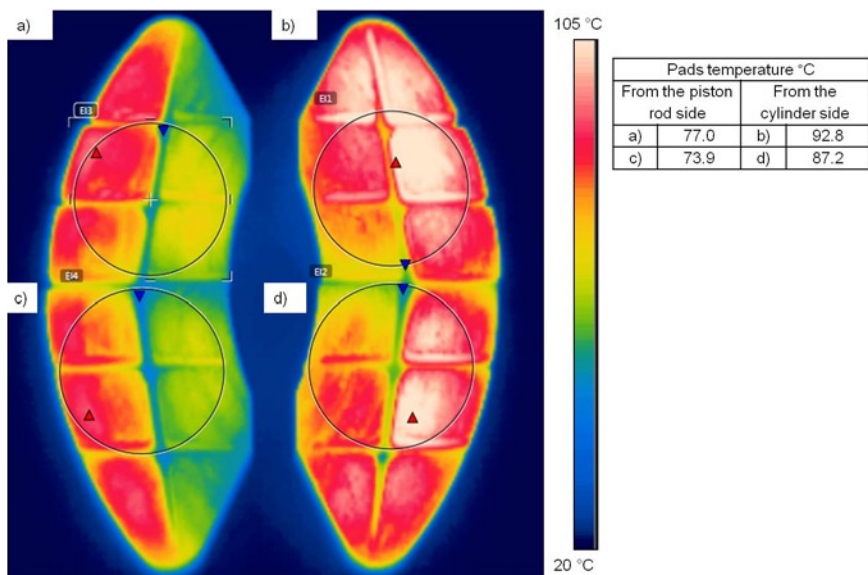 a)
b)
105 °C
El3
El1
El4
El2
c)
d)
20 °C
Pads temperature °C
From the piston rod side
From the cylinder side
a) 77.0 b) 92.8
c) 73.9 d) 87.2